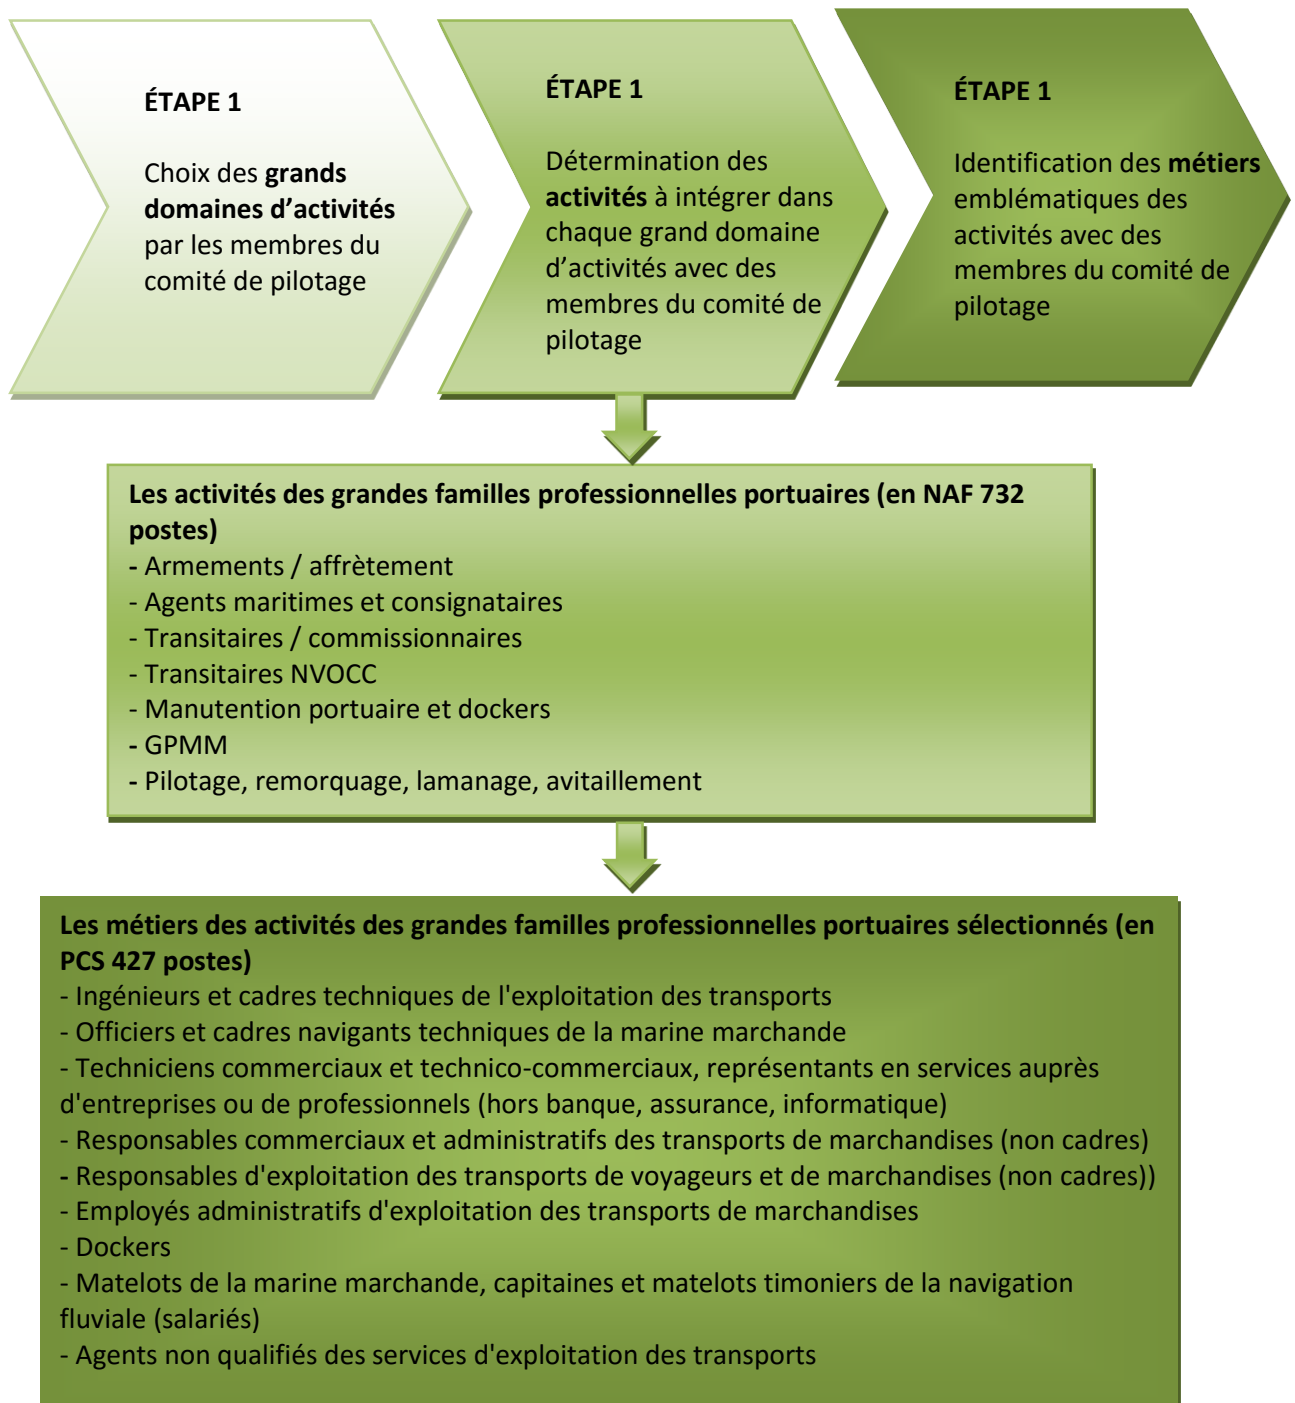 ÉTAPE 1
Choix des grands
domaines d’activités
par les membres du
comité de pilotage
ÉTAPE 1
Détermination des
activités à intégrer dans
chaque grand domaine
d’activités avec des
membres du comité de
pilotage
ÉTAPE 1
Identification des métiers
emblématiques des
activités avec des
membres du comité de
pilotage
Les activités des grandes familles professionnelles portuaires (en NAF 732
postes)
- Armements / affrètement
- Agents maritimes et consignataires
- Transitaires / commissionnaires
- Transitaires NVOCC
- Manutention portuaire et dockers
- GPMM
- Pilotage, remorquage, lamanage, avitaillement
Les métiers des activités des grandes familles professionnelles portuaires sélectionnés (en
PCS 427 postes)
- Ingénieurs et cadres techniques de l'exploitation des transports
- Officiers et cadres navigants techniques de la marine marchande
- Techniciens commerciaux et technico-commerciaux, représentants en services auprès
d'entreprises ou de professionnels (hors banque, assurance, informatique)
- Responsables commerciaux et administratifs des transports de marchandises (non cadres)
- Responsables d'exploitation des transports de voyageurs et de marchandises (non cadres))
- Employés administratifs d'exploitation des transports de marchandises
- Dockers
- Matelots de la marine marchande, capitaines et matelots timoniers de la navigation
fluviale (salariés)
- Agents non qualifiés des services d'exploitation des transports